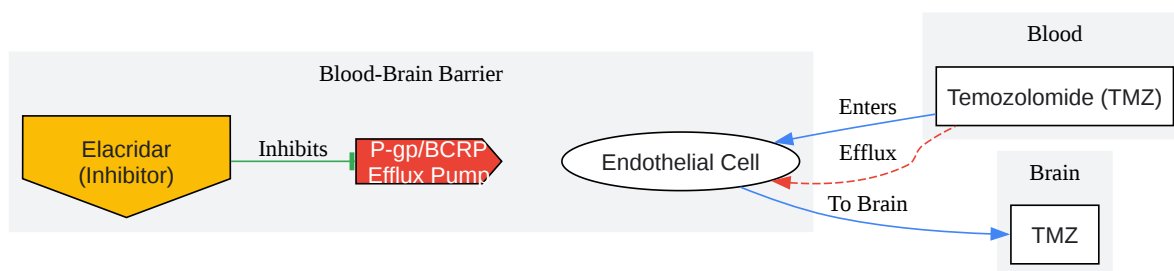 Blood-Brain Barrier
Elacridar
(Inhibitor)
Inhibits
P-gp/BCRP
Efflux Pump
Endothelial Cell
Enters
Efflux
To Brain
Blood
Temozolomide (TMZ)
Brain
TMZ